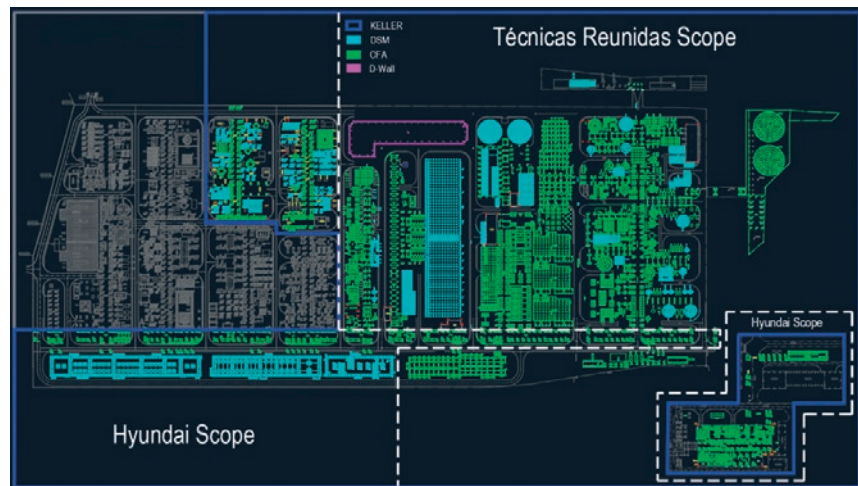 KELLER
DSM
CFA
D-Wall
Técnicas Reunidas Scope
Hyundai Scope
Hyundai Scope